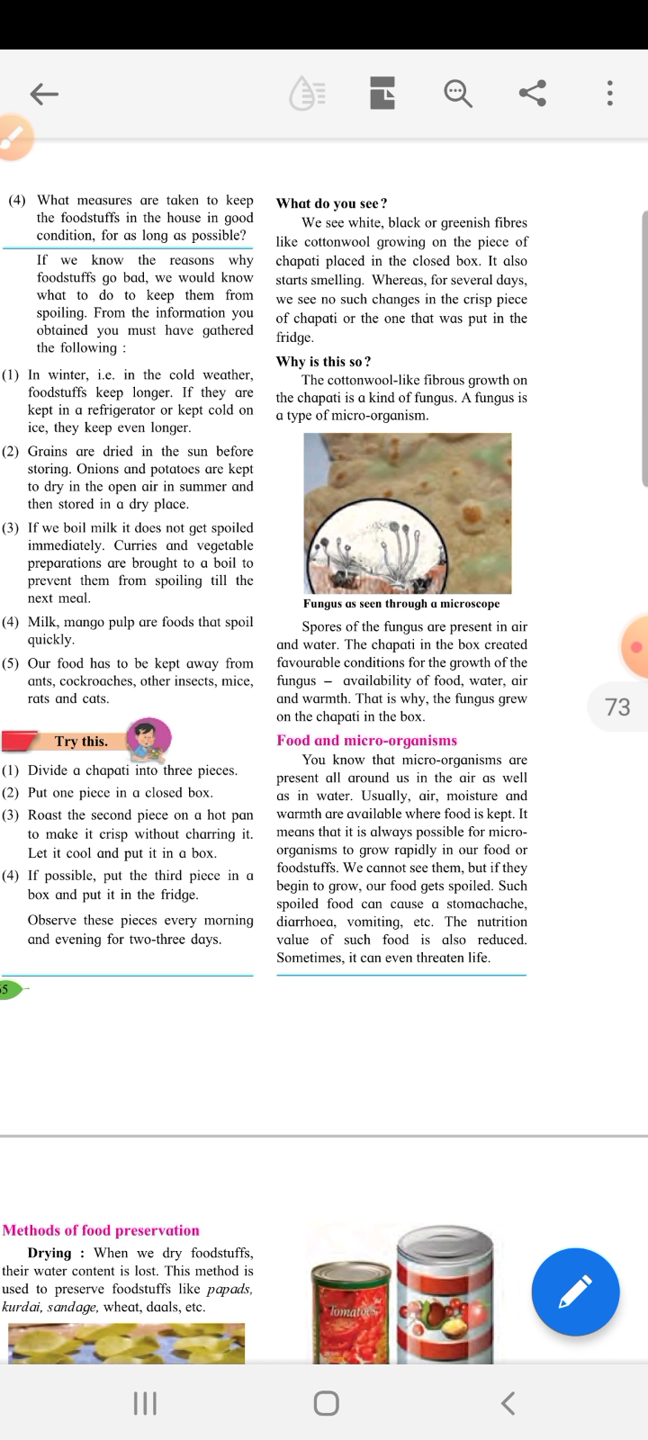 (4) What measures are taken to keep
the foodstuffs in the house in good
condition, for as long as possible?
If we know the reasons why
foodstuffs go bad, we would know
what to do to keep them from
spoiling. From the information you
obtained you must have gathered
the following :
(1) In winter, i.e. in the cold weather,
foodstuffs keep longer. If they are
kept in a refrigerator or kept cold on
ice, they keep even longer.
(2) Grains are dried in the sun before
storing. Onions and potatoes are kept
to dry in the open air in summer and
then stored in a dry place.
(3) If we boil milk it does not get spoiled
immediately. Curries and vegetable
preparations are brought to a boil to
prevent them from spoiling till the
next meal.
(4) Milk, mango pulp are foods that spoil
quickly.
(5) Our food has to be kept away from
ants, cockroaches, other insects, mice,
rats and cats.
Try this.
(1) Divide a chapati into three pieces.
(2) Put one piece in a closed box.
(3) Roast the second piece on a hot pan
to make it crisp without charring it.
Let it cool and put it in a box.
(4) If possible, put the third piece in a
box and put it in the fridge.
Observe these pieces every morning
and evening for two-three days.
What do you see?
We see white, black or greenish fibres
like cottonwool growing on the piece of
chapati placed in the closed box. It also
starts smelling. Whereas, for several days,
we see no such changes in the crisp piece
of chapati or the one that was put in the
fridge.
Why is this so?
The cottonwool-like fibrous growth on
the chapati is a kind of fungus. A fungus is
a type of micro-organism.
Fungus as seen through a microscope
Spores of the fungus are present in air
and water. The chapati in the box created
favourable conditions for the growth of the
fungus – availability of food, water, air
and warmth. That is why, the fungus grew
on the chapati in the box.
Food and micro-organisms
You know that micro-organisms are
present all around us in the air as well
as in water. Usually, air, moisture and
warmth are available where food is kept. It
means that it is always possible for micro-
organisms to grow rapidly in our food or
foodstuffs. We cannot see them, but if they
begin to grow, our food gets spoiled. Such
spoiled food can cause a stomachache,
diarrhoea, vomiting, etc. The nutrition
value of such food is also reduced.
Sometimes, it can even threaten life.
73
Methods of food preservation
Drying : When we dry foodstuffs,
their water content is lost. This method is
used to preserve foodstuffs like papads,
kurdai, sandage, wheat, daals, etc.
Tomatoes